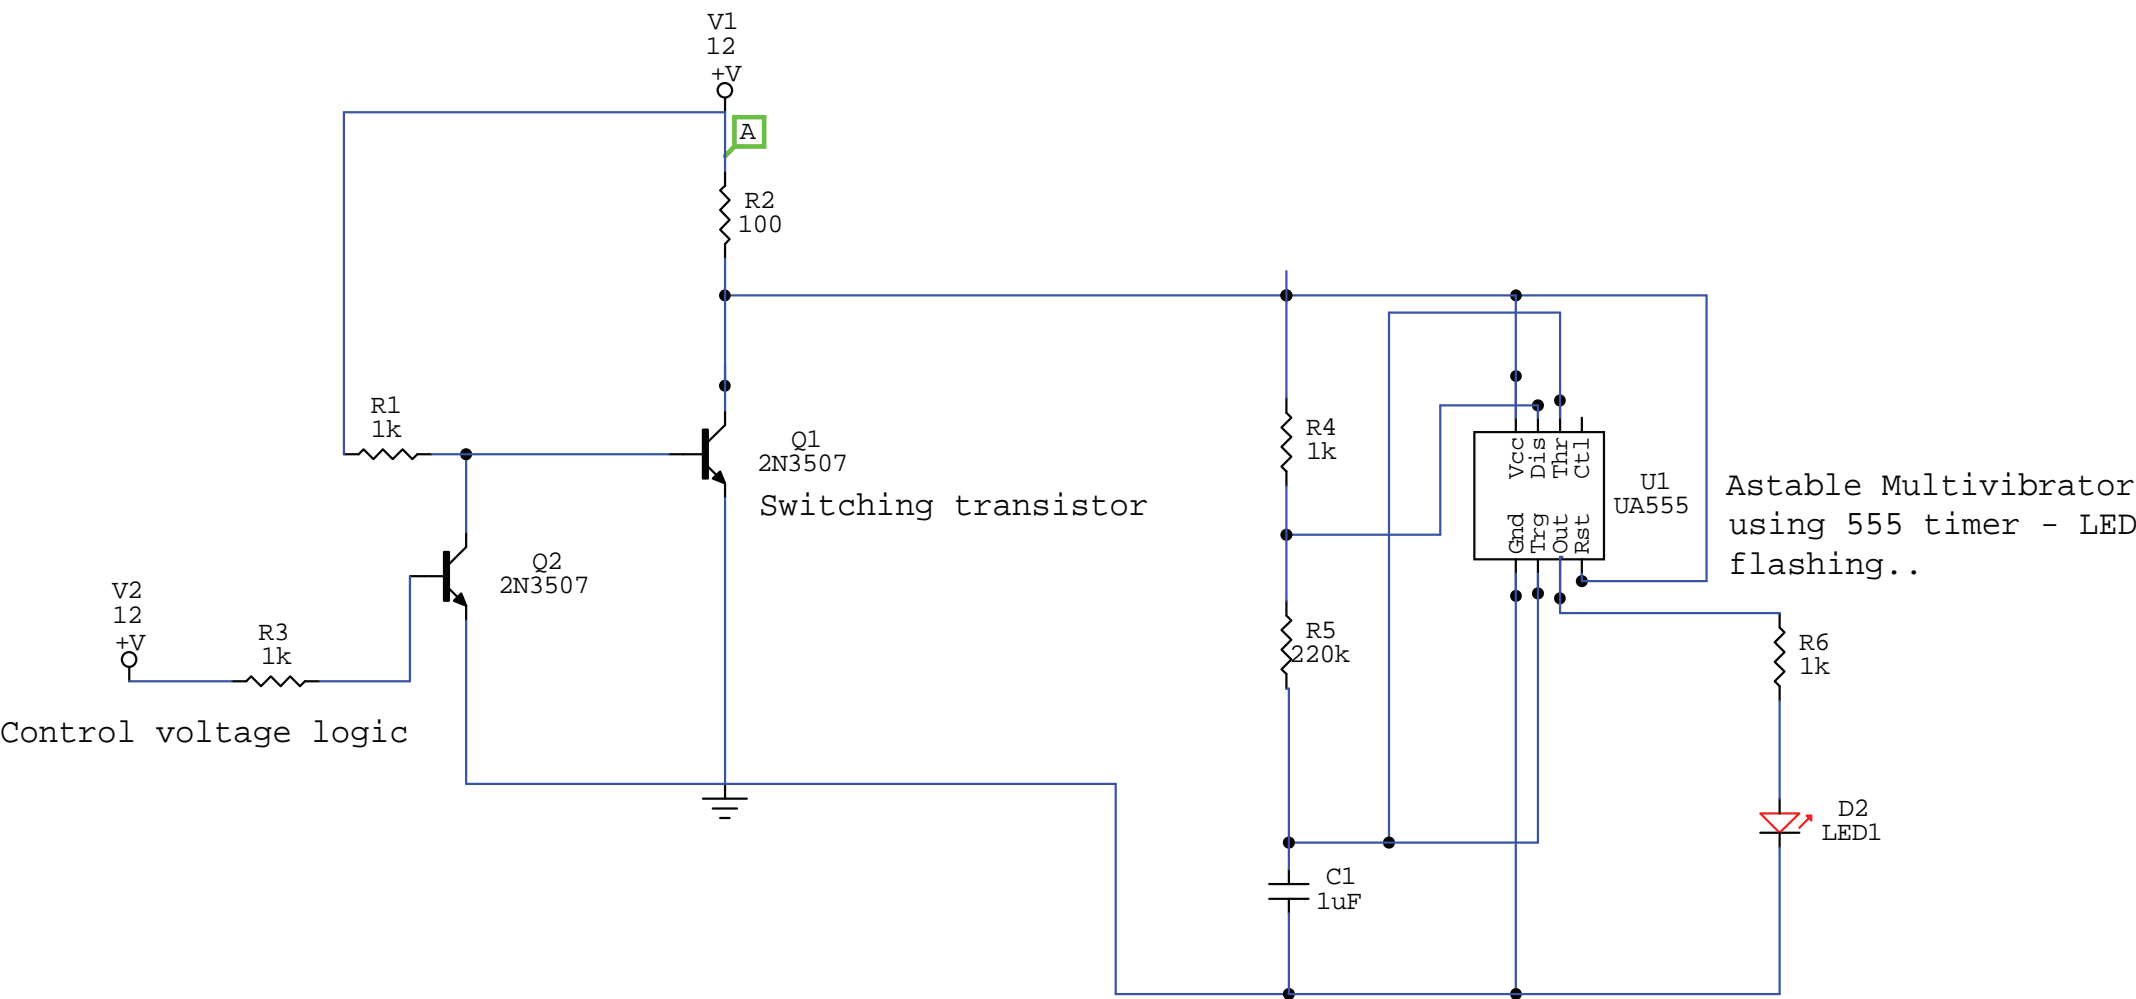 V1
12
+V
A
R2
100
R1
1k
Q1
2N3507
Switching transistor
Q2
2N3507
V2
12
+V
R3
1k
Control voltage logic
R4
1k
R5
220k
C1
1uF
Vcc
Dis
Thr
Ctl
Gnd
Trg
Out
Rst
U1
UA555
Astable Multivibrator
using 555 timer - LED
flashing..
R6
1k
D2
LED1